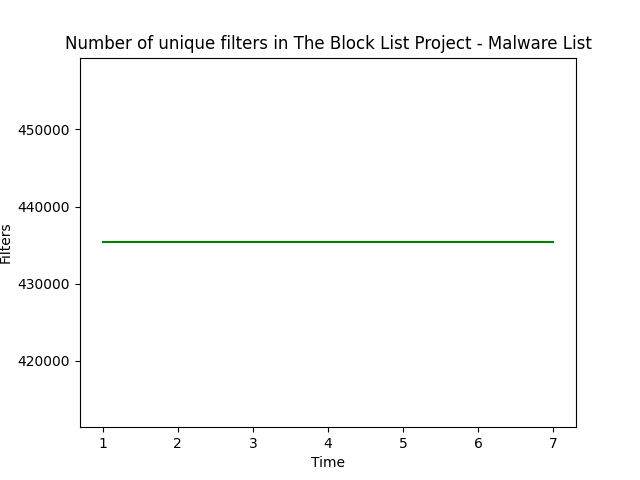 Number of unique filters in The Block List Project - Malware List
450000
440000
430000
420000
Filters
1 2 3 4 5 6 7
Time